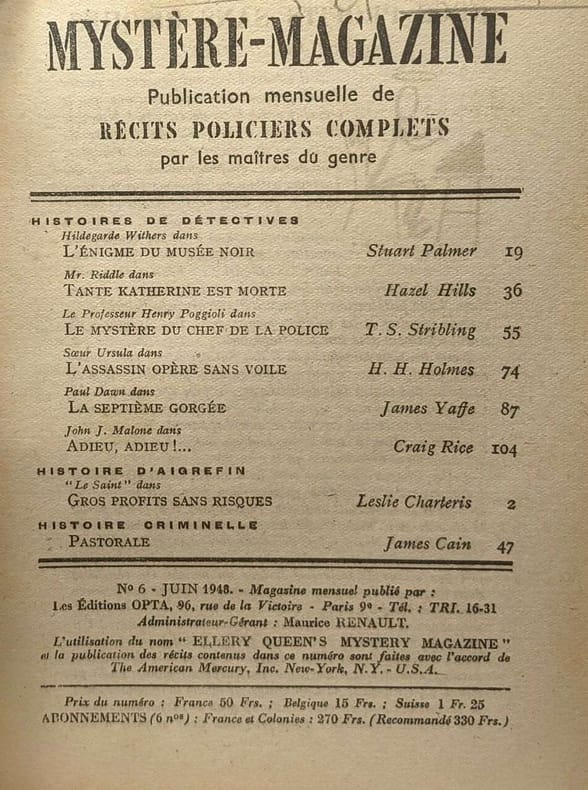 MYSTÈRE-MAGAZINE
Publication mensuelle de
RÉCITS POLICIERS COMPLETS
par les maîtres du genre
HISTOIRES DE DÉTECTIVES
Hildegarde Withers dans
L'ÉNIGME DU MUSÉE NOIR Stuart Palmer 19
Mr. Riddle dans
TANTE KATHERINE EST MORTE Hazel Hills 36
Le Professeur Henry Poggioli dans
LE MYSTÈRE DU CHEF DE LA POLICE T. S. Stribling 55
Sœur Ursula dans
L'ASSASSIN OPÈRE SANS VOILE H. H. Holmes 74
Paul Dawn dans
LA SEPTIÈME GORGÉE James Yaffe 87
John J. Malone dans
ADIEU, ADIEU !... Craig Rice 104
HISTOIRE D'AIGREFIN
"Le Saint" dans
GROS PROFITS SANS RISQUES Leslie Charteris 2
HISTOIRE CRIMINELLE
PASTORALE James Cain 47
No 6 - JUIN 1948. - Magazine mensuel publié par :
Les Éditions OPTA, 96, rue de la Victoire - Paris 9e - Tél. : TRI. 16-31
Administrateur-Gérant : Maurice RENAULT.
L'utilisation du nom " ELLERY QUEEN'S MYSTERY MAGAZINE "
et la publication des récits contenus dans ce numéro sont faites avec l'accord de
The American Mercury, Inc. New-York, N.Y. - U.S.A.
Prix du numéro : France 50 Frs. ; Belgique 15 Frs. ; Suisse 1 Fr. 25
ABONNEMENTS (6 nos) : France et Colonies : 270 Frs. (Recommandé 330 Frs.)